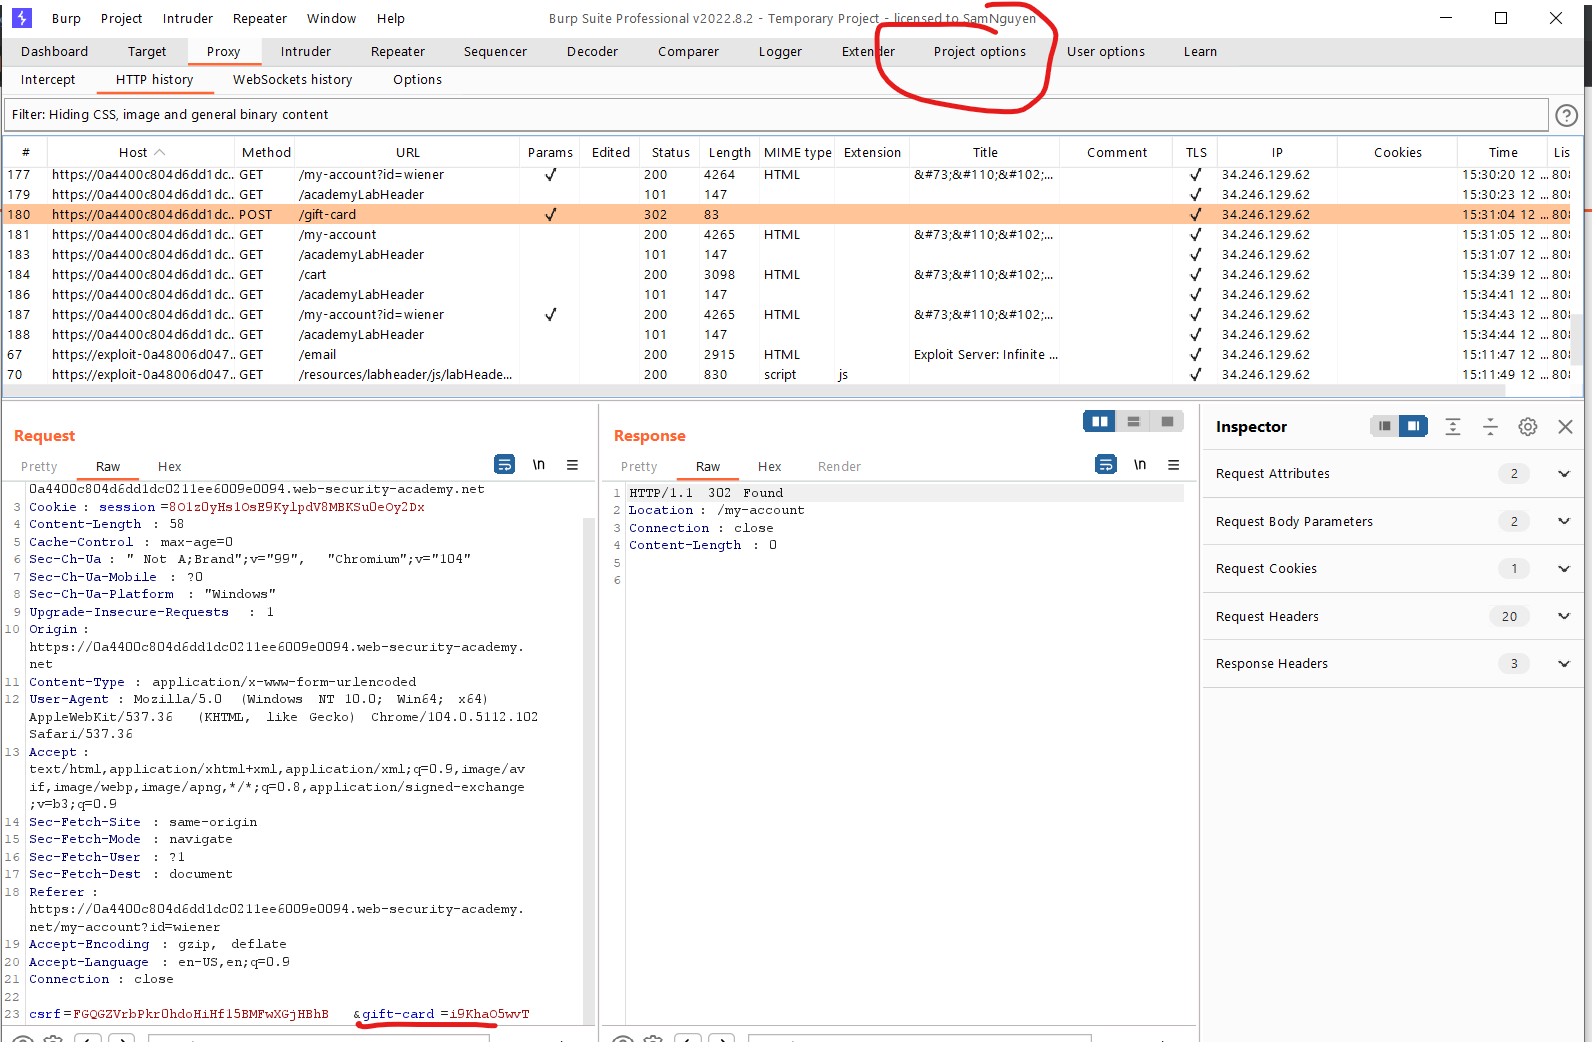 Burp Project Intruder Repeater Window Help Burp Suite Professional v2022.8.2 - Temporary Project - licensed to SamNguyen
Dashboard Target Proxy Intruder Repeater Sequencer Decoder Comparer Logger Extender Project options User options Learn
Intercept HTTP history WebSockets history Options
Filter: Hiding CSS, image and general binary content
# Host Method URL Params Edited Status Length MIME type Extension Title Comment TLS IP Cookies Time Lis
177 https://0a4400c804d6dd1dc... GET /my-account?id=wiener ✓ 200 4264 HTML &#73;&#110;&#102;... ✓ 34.246.129.62 15:30:20 12 ... 808
179 https://0a4400c804d6dd1dc... GET /academyLabHeader 101 147 ✓ 34.246.129.62 15:30:23 12 ... 808
180 https://0a4400c804d6dd1dc... POST /gift-card ✓ 302 83 ✓ 34.246.129.62 15:31:04 12 ... 808
181 https://0a4400c804d6dd1dc... GET /my-account 200 4265 HTML &#73;&#110;&#102;... ✓ 34.246.129.62 15:31:05 12 ... 808
183 https://0a4400c804d6dd1dc... GET /academyLabHeader 101 147 ✓ 34.246.129.62 15:31:07 12 ... 808
184 https://0a4400c804d6dd1dc... GET /cart 200 3098 HTML &#73;&#110;&#102;... ✓ 34.246.129.62 15:34:39 12 ... 808
186 https://0a4400c804d6dd1dc... GET /academyLabHeader 101 147 ✓ 34.246.129.62 15:34:41 12 ... 808
187 https://0a4400c804d6dd1dc... GET /my-account?id=wiener ✓ 200 4265 HTML &#73;&#110;&#102;... ✓ 34.246.129.62 15:34:43 12 ... 808
188 https://0a4400c804d6dd1dc... GET /academyLabHeader 101 147 ✓ 34.246.129.62 15:34:44 12 ... 808
67 https://exploit-0a48006d047... GET /email 200 2915 HTML Exploit Server: Infinite ... ✓ 34.246.129.62 15:11:47 12 ... 808
70 https://exploit-0a48006d047... GET /resources/labheader/js/labHeade... 200 830 script js ✓ 34.246.129.62 15:11:49 12 ... 808
Request
Pretty Raw Hex \n
0a4400c804d6dd1dc0211ee6009e0094.web-security-academy.net
3 Cookie: session=8O1z0yHs1OsE9KylpdV8MBKSu0eOy2Dx
4 Content-Length: 58
5 Cache-Control: max-age=0
6 Sec-Ch-Ua: " Not A;Brand";v="99", "Chromium";v="104"
7 Sec-Ch-Ua-Mobile: ?0
8 Sec-Ch-Ua-Platform: "Windows"
9 Upgrade-Insecure-Requests: 1
10 Origin:
https://0a4400c804d6dd1dc0211ee6009e0094.web-security-academy.
net
11 Content-Type: application/x-www-form-urlencoded
12 User-Agent: Mozilla/5.0 (Windows NT 10.0; Win64; x64)
AppleWebKit/537.36 (KHTML, like Gecko) Chrome/104.0.5112.102
Safari/537.36
13 Accept:
text/html,application/xhtml+xml,application/xml;q=0.9,image/av
if,image/webp,image/apng,*/*;q=0.8,application/signed-exchange
;v=b3;q=0.9
14 Sec-Fetch-Site: same-origin
15 Sec-Fetch-Mode: navigate
16 Sec-Fetch-User: ?1
17 Sec-Fetch-Dest: document
18 Referer:
https://0a4400c804d6dd1dc0211ee6009e0094.web-security-academy.
net/my-account?id=wiener
19 Accept-Encoding: gzip, deflate
20 Accept-Language: en-US,en;q=0.9
21 Connection: close
22
23 csrf=FGQGZVrbPkr0hdoHiHf15BMFwXGjHBhB&gift-card=i9KhaO5wvT
Response
Pretty Raw Hex Render \n
1 HTTP/1.1 302 Found
2 Location: /my-account
3 Connection: close
4 Content-Length: 0
5
6
Inspector
Request Attributes 2
Request Body Parameters 2
Request Cookies 1
Request Headers 20
Response Headers 3